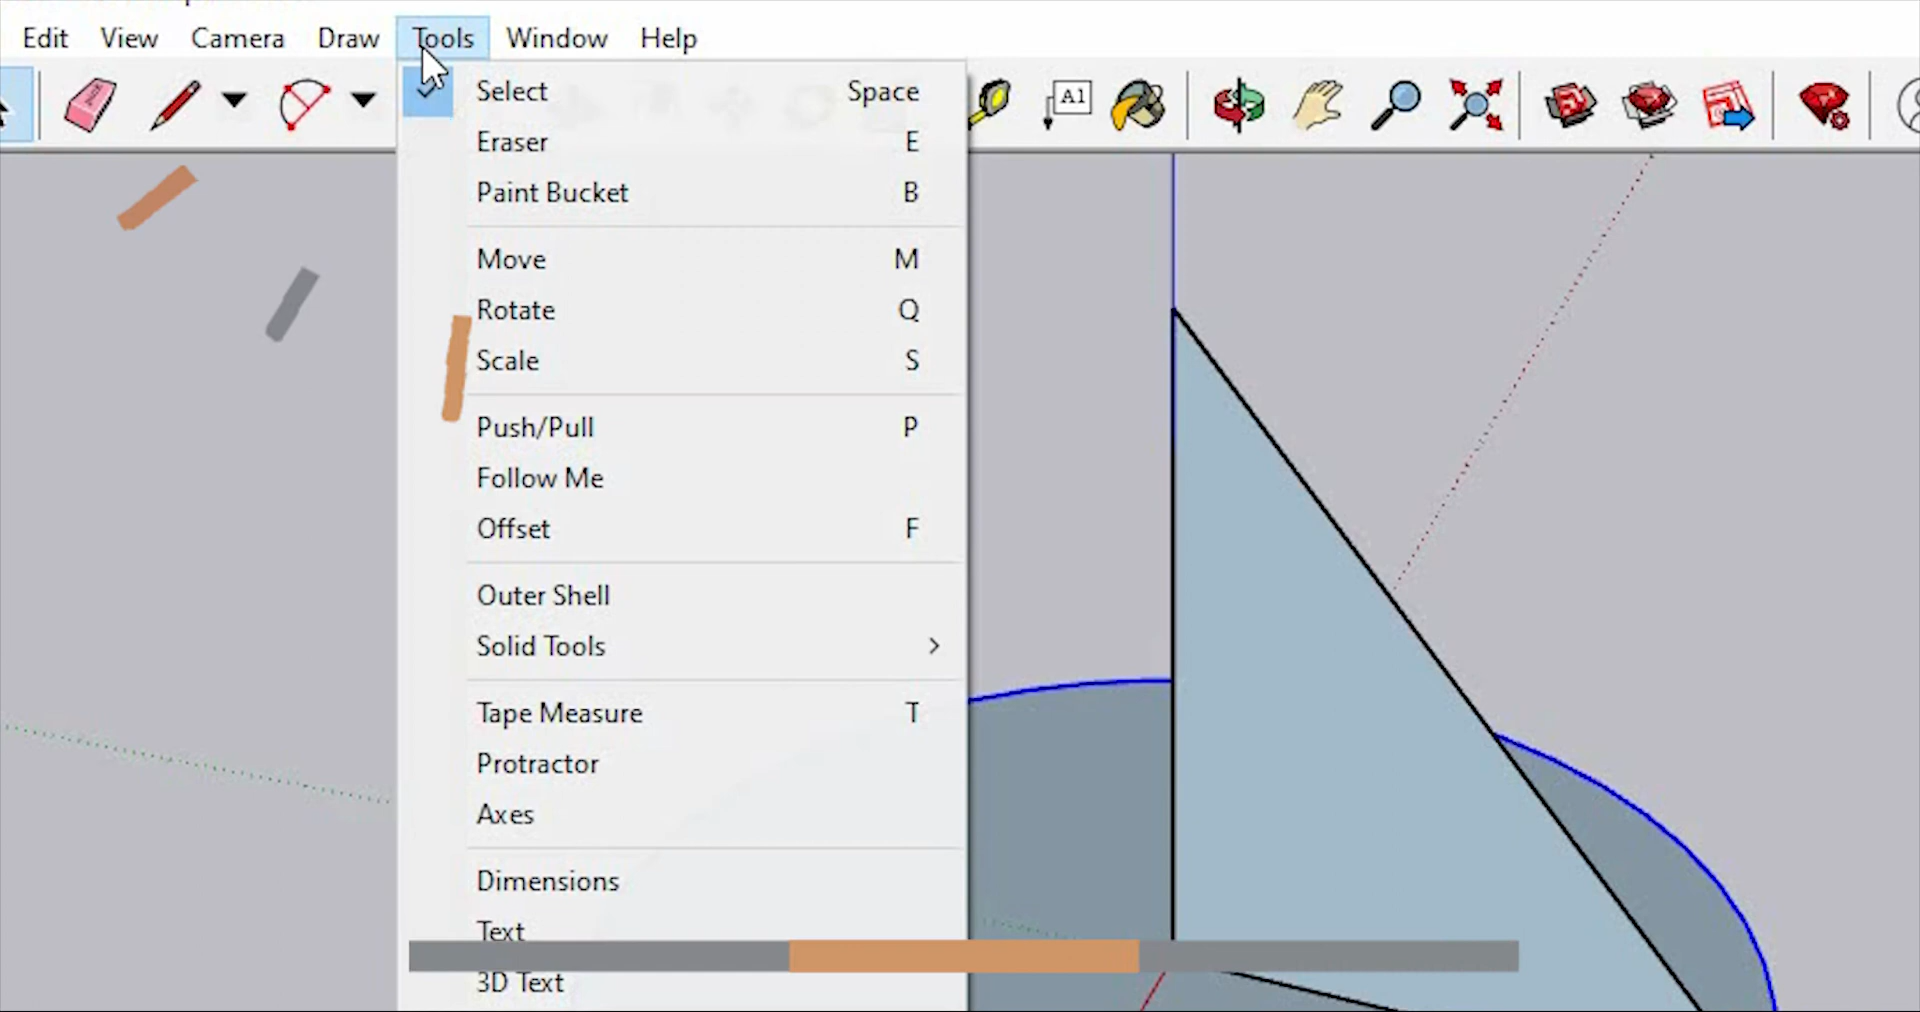 Edit View Camera Draw Tools Window Help
A1
Select Space
Eraser E
Paint Bucket B
Move M
Rotate Q
Scale S
Push/Pull P
Follow Me
Offset F
Outer Shell
Solid Tools
Tape Measure T
Protractor
Axes
Dimensions
Text
3D Text